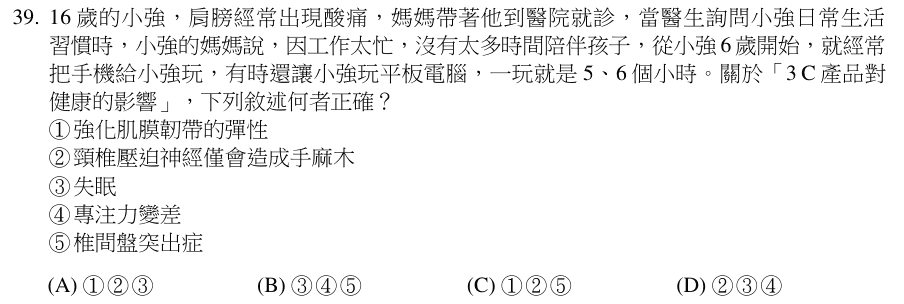 39. 16 歲的小強，肩膀經常出現酸痛，媽媽帶著他到醫院就診，當醫生詢問小強日常生活
習慣時，小強的媽媽說，因工作太忙，沒有太多時間陪伴孩子，從小強 6 歲開始，就經常
把手機給小強玩，有時還讓小強玩平板電腦，一玩就是 5、6 個小時。關於「3 C 產品對
健康的影響」，下列敘述何者正確？
①強化肌膜韌帶的彈性
②頸椎壓迫神經僅會造成手麻木
③失眠
④專注力變差
⑤椎間盤突出症
(A) ①②③ (B) ③④⑤ (C) ①②⑤ (D) ②③④